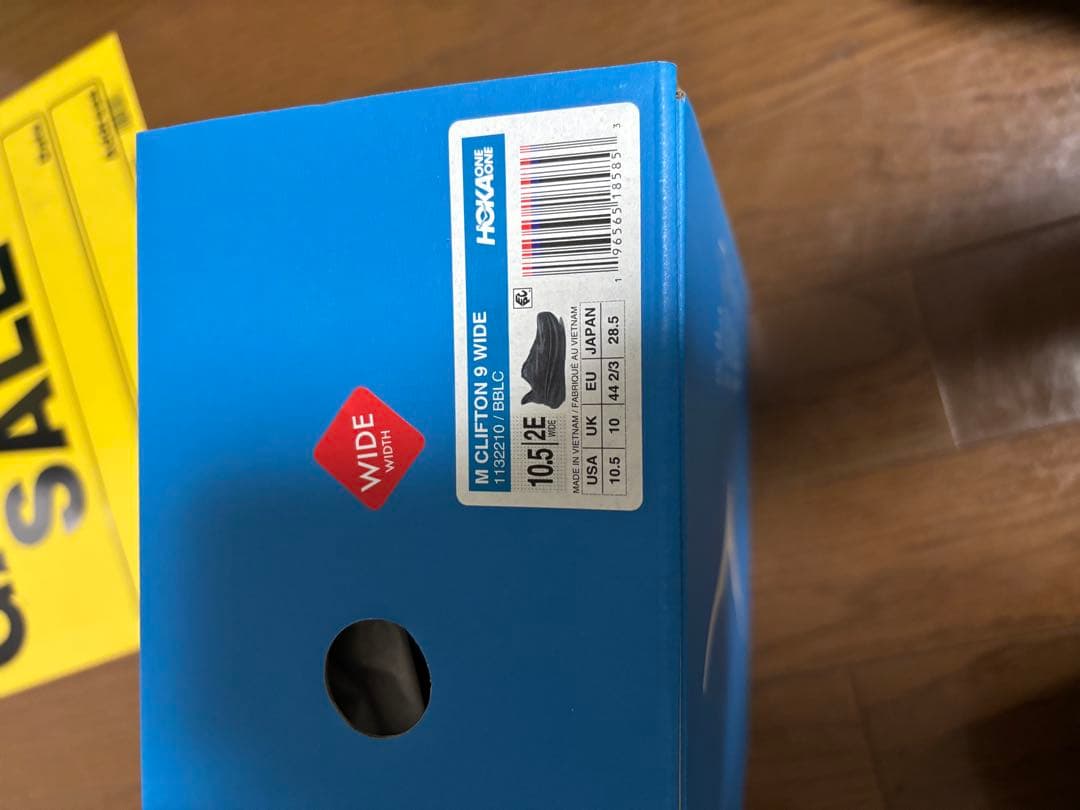 M CLIFTON 9 WIDE
1132210 / BBLC
HOKA ONE ONE
10.5 2E
WIDE
MADE IN VIETNAM / FABRIQUÉ AU VIETNAM
USA UK EU JAPAN
10.5 10 44 2/3 28.5
1 96565 18585 3
WIDE
WIDTH
SALE